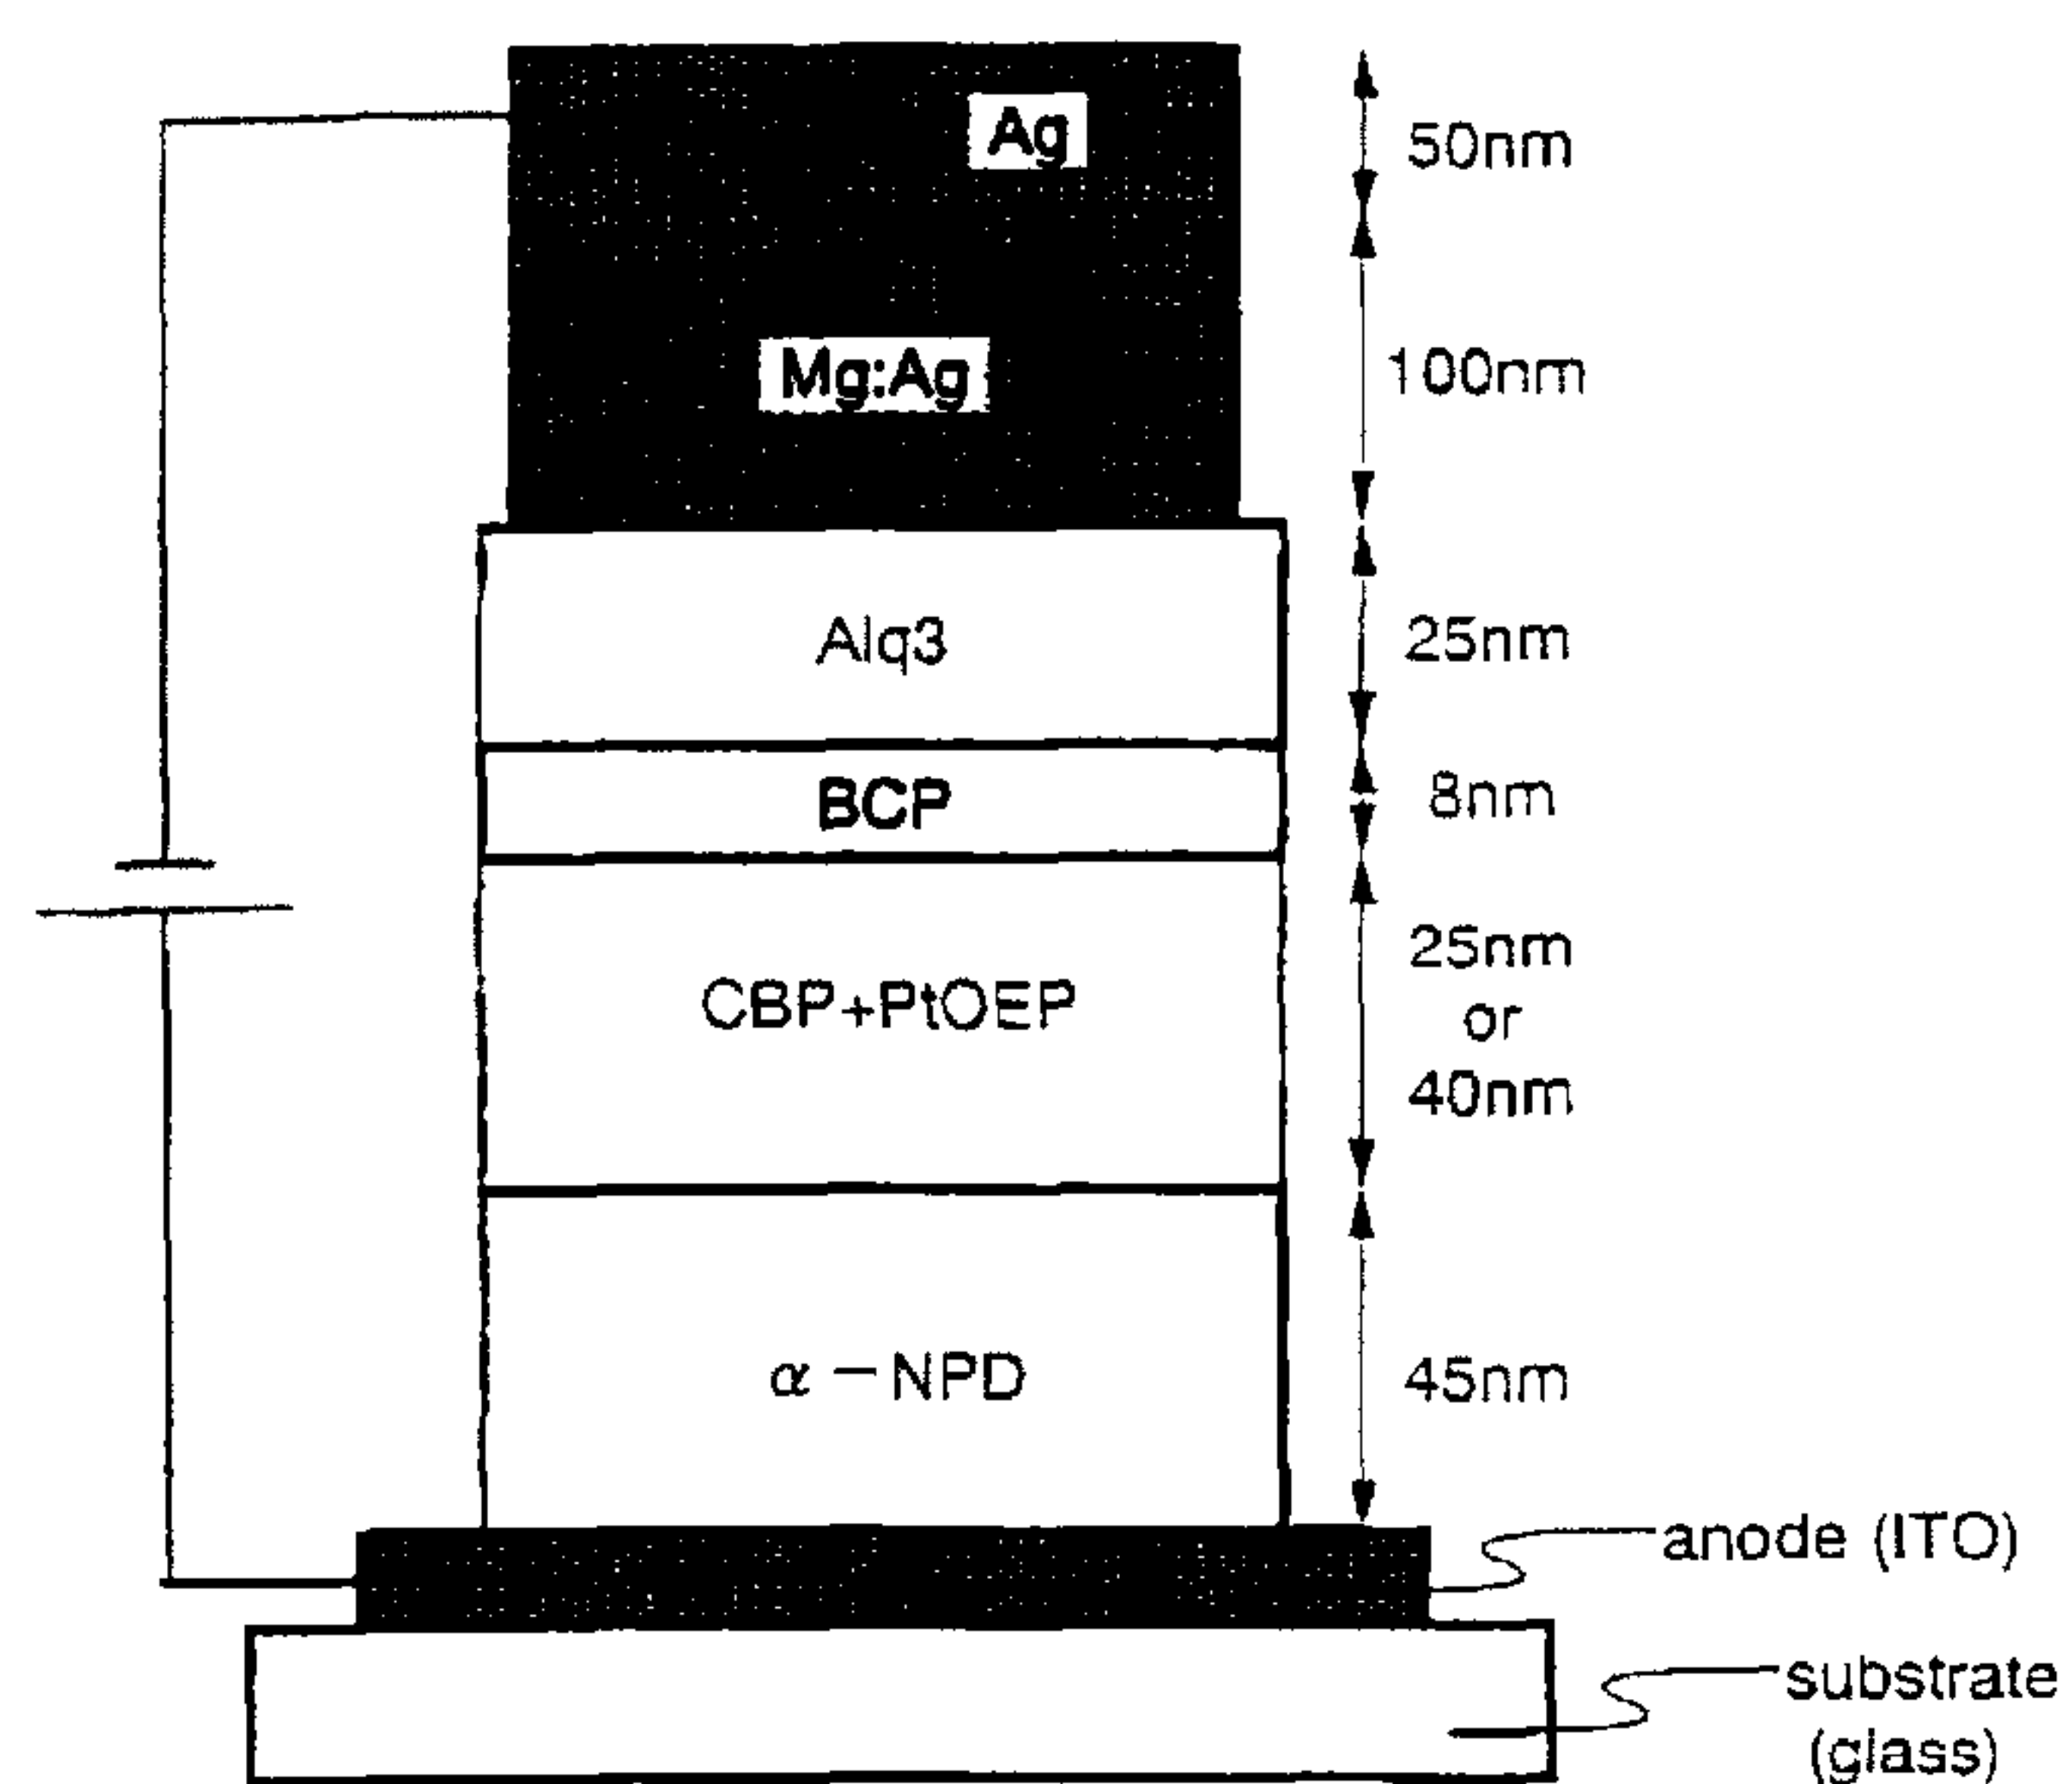 Ag
50nm
Mg:Ag
100nm
Alq3
25nm
BCP
8nm
CBP+PtOEP
25nm
or
40nm
α－NPD
45nm
anode (ITO)
substrate
(glass)